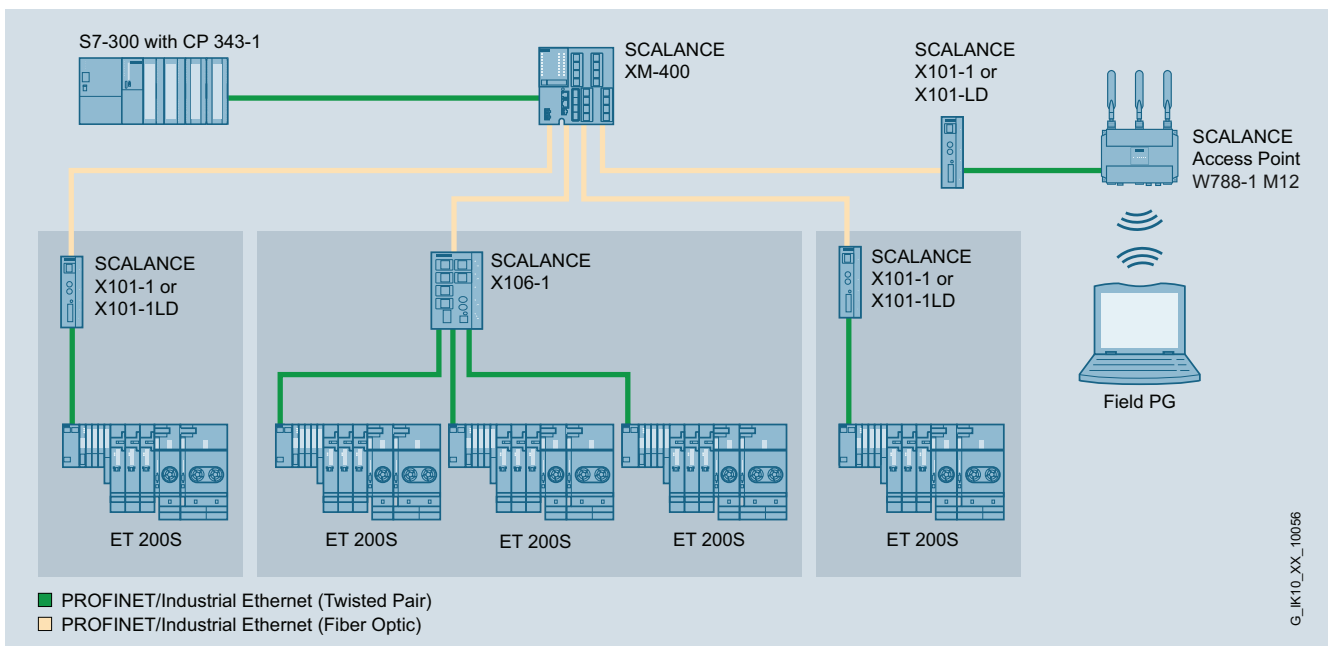 S7-300 with CP 343-1
SCALANCE
XM-400
SCALANCE
X101-1 or
X101-LD
SCALANCE
Access Point
W788-1 M12
SCALANCE
X101-1 or
X101-1LD
SCALANCE
X106-1
SCALANCE
X101-1 or
X101-1LD
Field PG
ET 200S
ET 200S
ET 200S
ET 200S
ET 200S
PROFINET/Industrial Ethernet (Twisted Pair)
PROFINET/Industrial Ethernet (Fiber Optic)
G_IK10_XX_10056